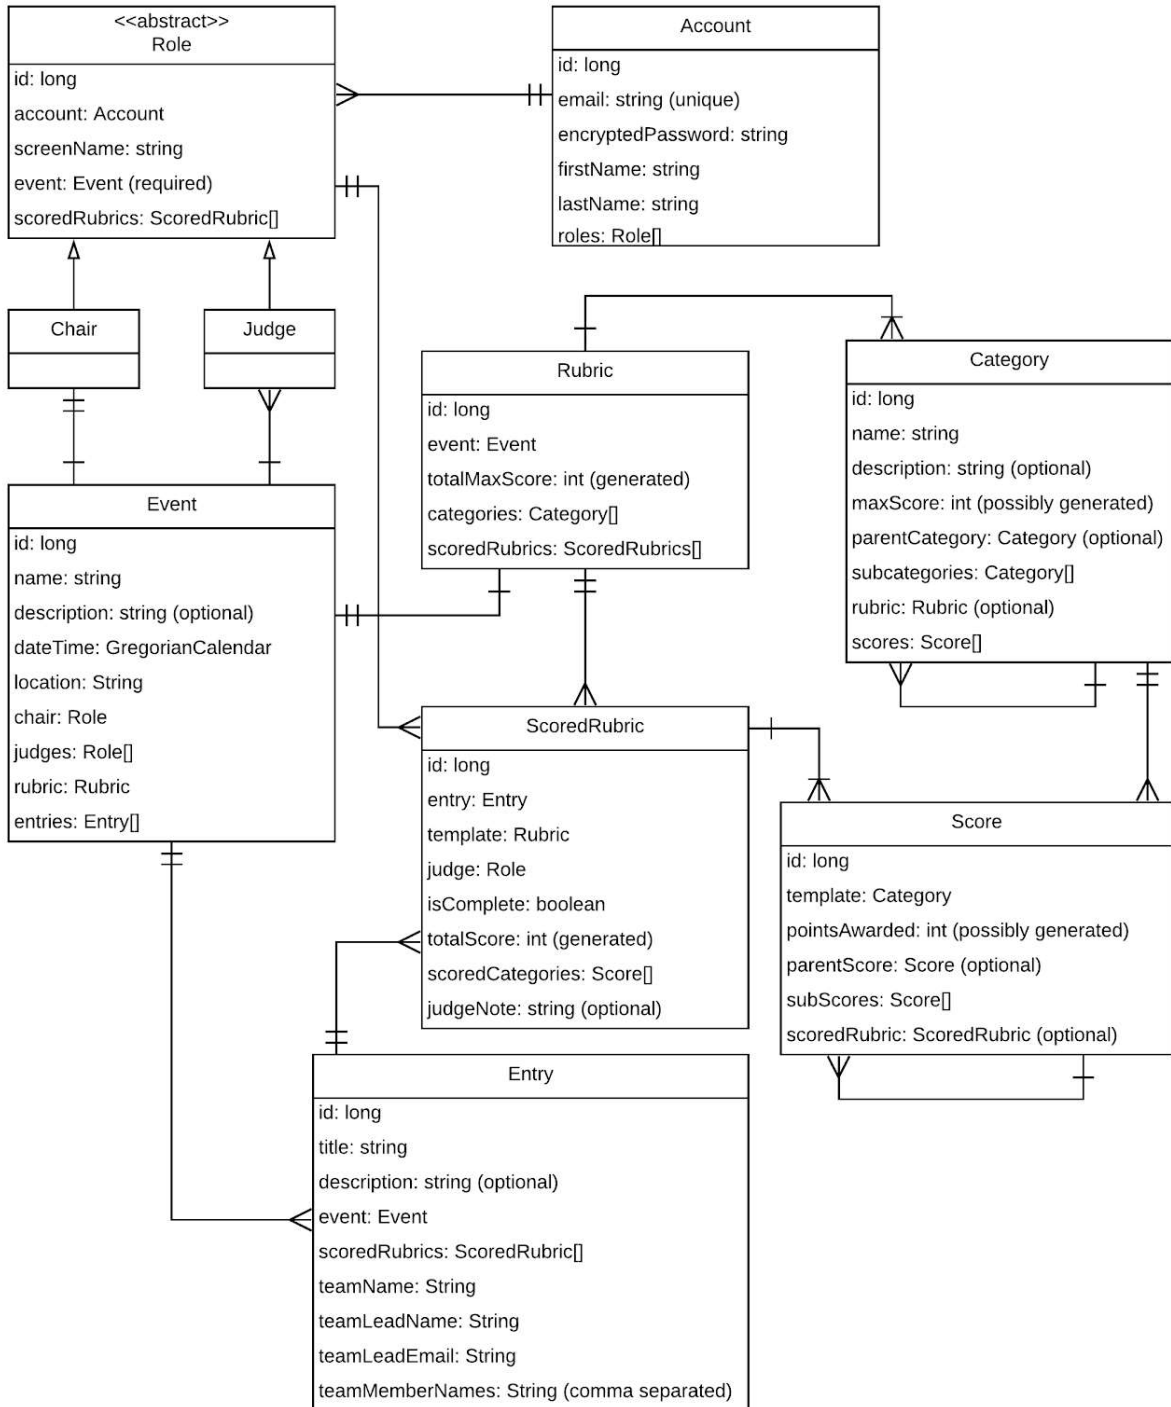 <<abstract>>
Role
id: long
account: Account
screenName: string
event: Event (required)
scoredRubrics: ScoredRubric[]
Account
id: long
email: string (unique)
encryptedPassword: string
firstName: string
lastName: string
roles: Role[]
Chair
Judge
Rubric
id: long
event: Event
totalMaxScore: int (generated)
categories: Category[]
scoredRubrics: ScoredRubrics[]
Category
id: long
name: string
description: string (optional)
maxScore: int (possibly generated)
parentCategory: Category (optional)
subcategories: Category[]
rubric: Rubric (optional)
scores: Score[]
Event
id: long
name: string
description: string (optional)
dateTime: GregorianCalendar
location: String
chair: Role
judges: Role[]
rubric: Rubric
entries: Entry[]
ScoredRubric
id: long
entry: Entry
template: Rubric
judge: Role
isComplete: boolean
totalScore: int (generated)
scoredCategories: Score[]
judgeNote: string (optional)
Score
id: long
template: Category
pointsAwarded: int (possibly generated)
parentScore: Score (optional)
subScores: Score[]
scoredRubric: ScoredRubric (optional)
Entry
id: long
title: string
description: string (optional)
event: Event
scoredRubrics: ScoredRubric[]
teamName: String
teamLeadName: String
teamLeadEmail: String
teamMemberNames: String (comma separated)